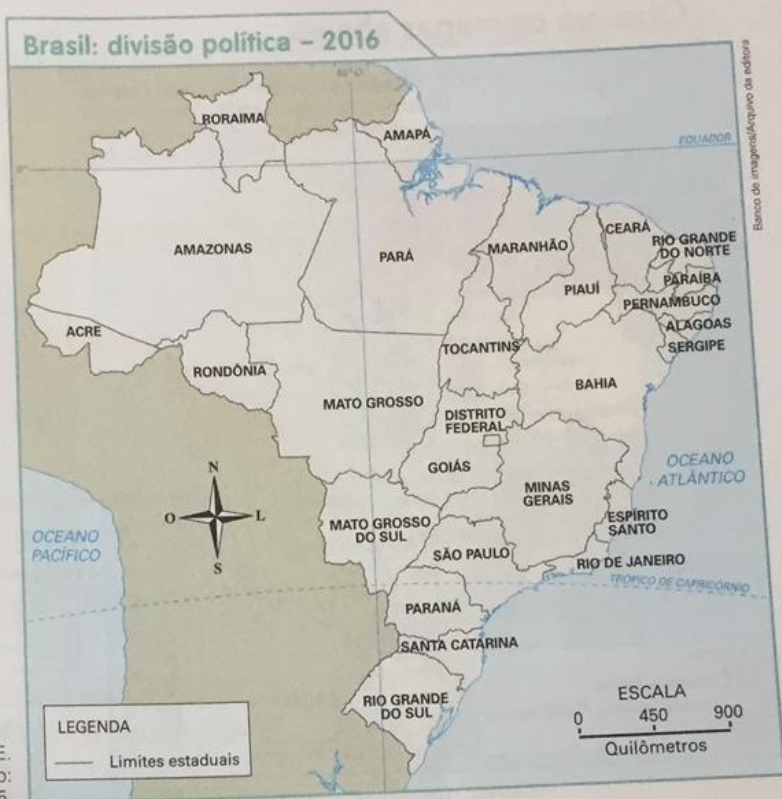 Brasil: divisão política – 2016
Banco de imagens/Arquivo da editora
RORAIMA
AMAPÁ
EQUADOR
0°
AMAZONAS
PARÁ
MARANHÃO
CEARÁ
RIO GRANDE
DO NORTE
PARAÍBA
PIAUÍ
PERNAMBUCO
ALAGOAS
SERGIPE
ACRE
RONDÔNIA
TOCANTINS
BAHIA
MATO GROSSO
DISTRITO
FEDERAL
GOIÁS
MINAS
GERAIS
OCEANO
ATLÂNTICO
N
O
L
S
OCEANO
PACÍFICO
MATO GROSSO
DO SUL
ESPÍRITO
SANTO
SÃO PAULO
RIO DE JANEIRO
TRÓPICO DE CAPRICÓRNIO
PARANÁ
SANTA CATARINA
RIO GRANDE
DO SUL
LEGENDA
Limites estaduais
ESCALA
0 450 900
Quilômetros